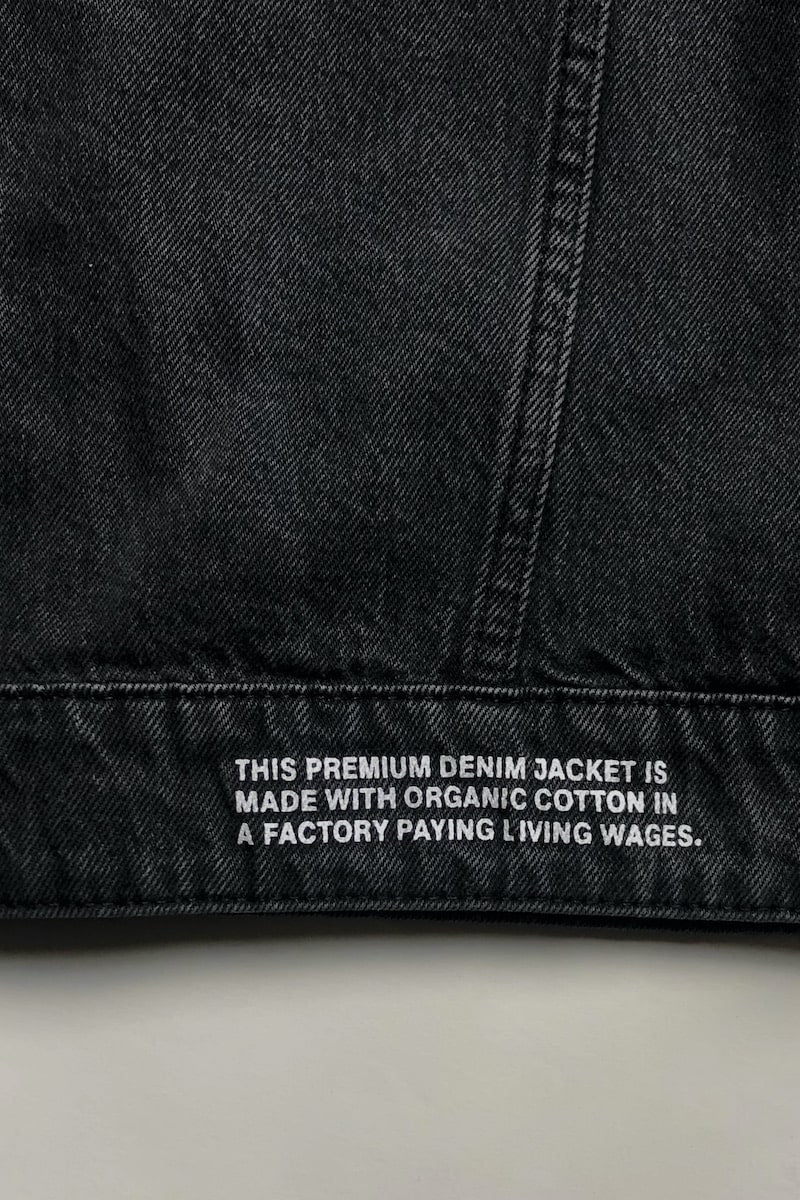 THIS PREMIUM DENIM JACKET IS
MADE WITH ORGANIC COTTON IN
A FACTORY PAYING LIVING WAGES.